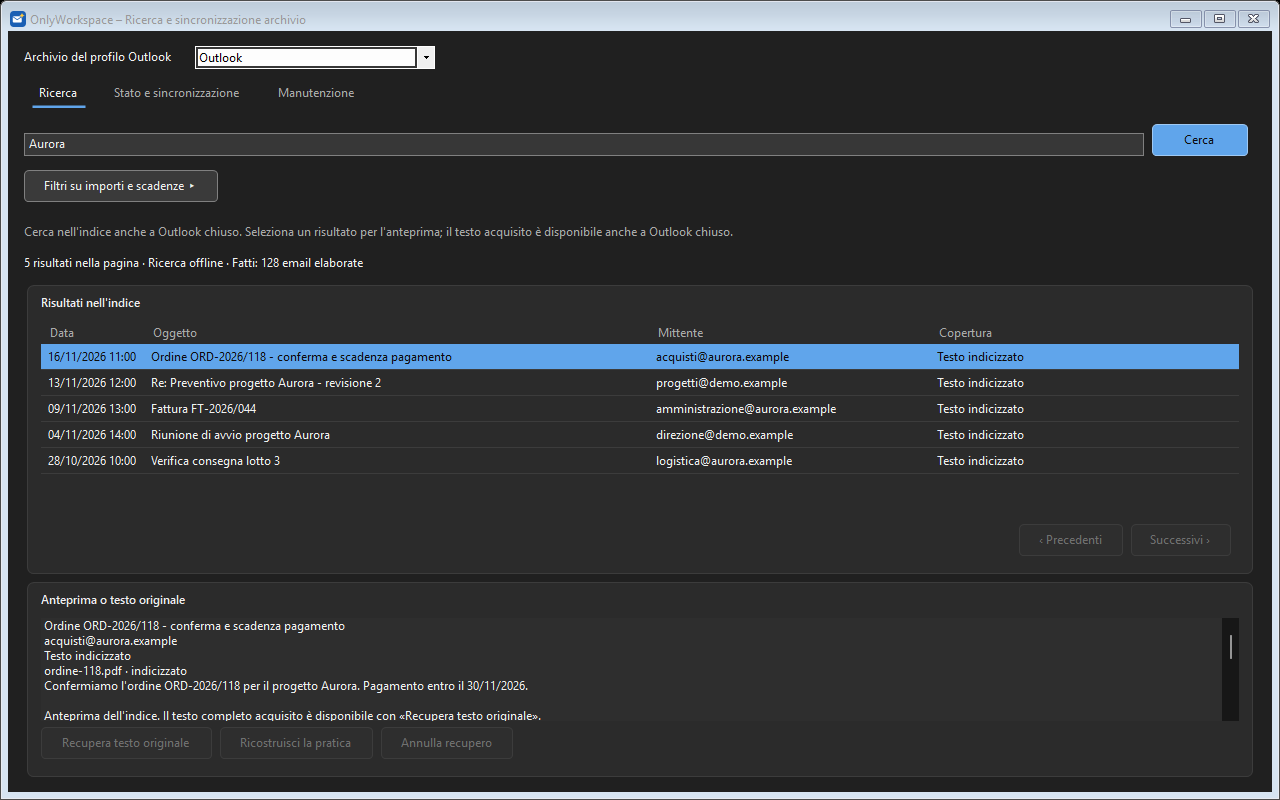 OnlyWorkspace – Ricerca e sincronizzazione archivio
Archivio del profilo Outlook
Outlook
Ricerca
Stato e sincronizzazione
Manutenzione
Aurora
Cerca
Filtri su importi e scadenze ▸
Cerca nell'indice anche a Outlook chiuso. Seleziona un risultato per l'anteprima; il testo acquisito è disponibile anche a Outlook chiuso.
5 risultati nella pagina · Ricerca offline · Fatti: 128 email elaborate
Risultati nell'indice
Data Oggetto Mittente Copertura
16/11/2026 11:00 Ordine ORD-2026/118 - conferma e scadenza pagamento acquisti@aurora.example Testo indicizzato
13/11/2026 12:00 Re: Preventivo progetto Aurora - revisione 2 progetti@demo.example Testo indicizzato
09/11/2026 13:00 Fattura FT-2026/044 amministrazione@aurora.example Testo indicizzato
04/11/2026 14:00 Riunione di avvio progetto Aurora direzione@demo.example Testo indicizzato
28/10/2026 10:00 Verifica consegna lotto 3 logistica@aurora.example Testo indicizzato
‹ Precedenti
Successivi ›
Anteprima o testo originale
Ordine ORD-2026/118 - conferma e scadenza pagamento
acquisti@aurora.example
Testo indicizzato
ordine-118.pdf · indicizzato
Confermiamo l'ordine ORD-2026/118 per il progetto Aurora. Pagamento entro il 30/11/2026.
Anteprima dell'indice. Il testo completo acquisito è disponibile con «Recupera testo originale».
Recupera testo originale
Ricostruisci la pratica
Annulla recupero